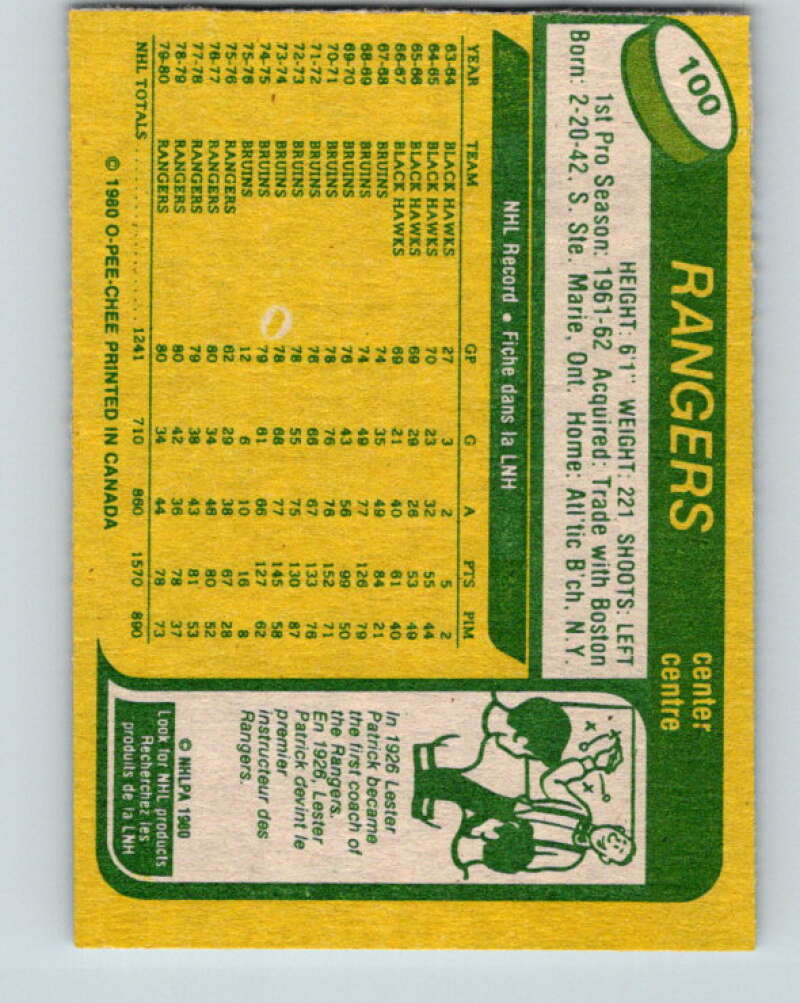 100
RANGERS
center
centre
HEIGHT: 6'1" WEIGHT: 221 SHOOTS: LEFT
1st Pro Season: 1961-62 Acquired: Trade with Boston
Born: 2-20-42, S. Ste. Marie, Ont. Home: Atl'tic B'ch, N.Y.
NHL Record • Fiche dans la LNH
YEAR TEAM GP G A PTS PIM
63-64 BLACK HAWKS 27 3 2 5 2
64-65 BLACK HAWKS 70 23 32 55 44
65-66 BLACK HAWKS 69 29 26 53 49
66-67 BLACK HAWKS 69 21 40 61 40
67-68 BRUINS 74 35 49 84 21
68-69 BRUINS 74 49 77 126 79
69-70 BRUINS 76 43 56 99 50
70-71 BRUINS 78 76 76 152 71
71-72 BRUINS 76 66 67 133 76
72-73 BRUINS 78 55 75 130 87
73-74 BRUINS 78 68 77 145 58
74-75 BRUINS 79 61 66 127 62
75-76 BRUINS 12 6 10 16 8
75-76 RANGERS 62 29 38 67 28
76-77 RANGERS 80 34 46 80 52
77-78 RANGERS 79 38 43 81 53
78-79 RANGERS 80 42 36 78 37
79-80 RANGERS 80 34 44 78 73
NHL TOTALS .................... 1241 710 860 1570 890
© 1980 O-PEE-CHEE PRINTED IN CANADA
In 1926 Lester
Patrick became
the first coach of
the Rangers.
En 1926, Lester
Patrick devint le
premier
instructeur des
Rangers.
© NHLPA 1980
Look for NHL products
Recherchez les
produits de la LNH